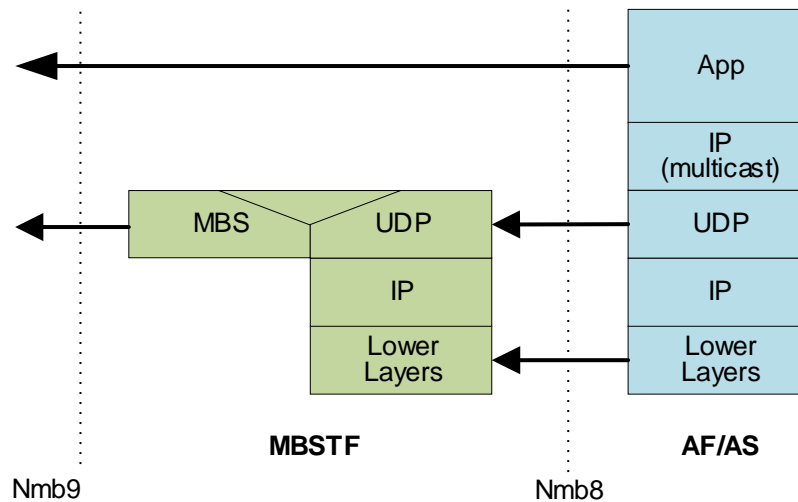 App
IP
(multicast)
MBS
UDP
UDP
IP
IP
Lower
Layers
Lower
Layers
MBSTF
AF/AS
Nmb9
Nmb8